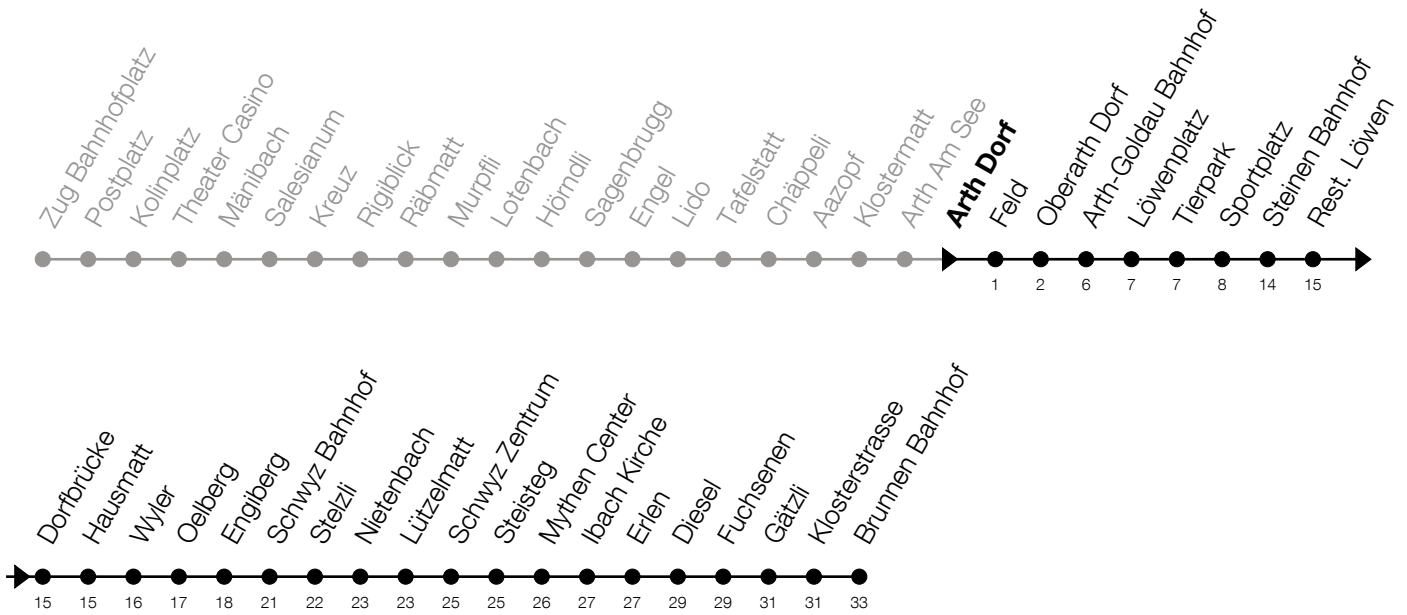 Zug Bahnhofplatz
Postplatz
Kolinplatz
Theater Casino
Mänibach
Salesianum
Kreuz
Rigiblick
Räbmatt
Murpfli
Lotenbach
Hörndli
Sagenbrugg
Engel
Lido
Tafelstatt
Chäppeli
Aazopf
Klostermatt
Arth Am See
Arth Dorf
Feld
Oberarth Dorf
Arth-Goldau Bahnhof
Löwenplatz
Tierpark
Sportplatz
Steinen Bahnhof
Rest. Löwen
1 2 6 7 7 8 14 15
Dorfbrücke
Hausmatt
Wyler
Oelberg
Engiberg
Schwyz Bahnhof
Stelzli
Nietenbach
Lützelmatt
Schwyz Zentrum
Steisteg
Mythen Center
Ibach Kirche
Erlen
Diesel
Fuchsenen
Gätzli
Klosterstrasse
Brunnen Bahnhof
15 15 16 17 18 21 22 23 23 25 25 26 27 27 29 29 31 31 33